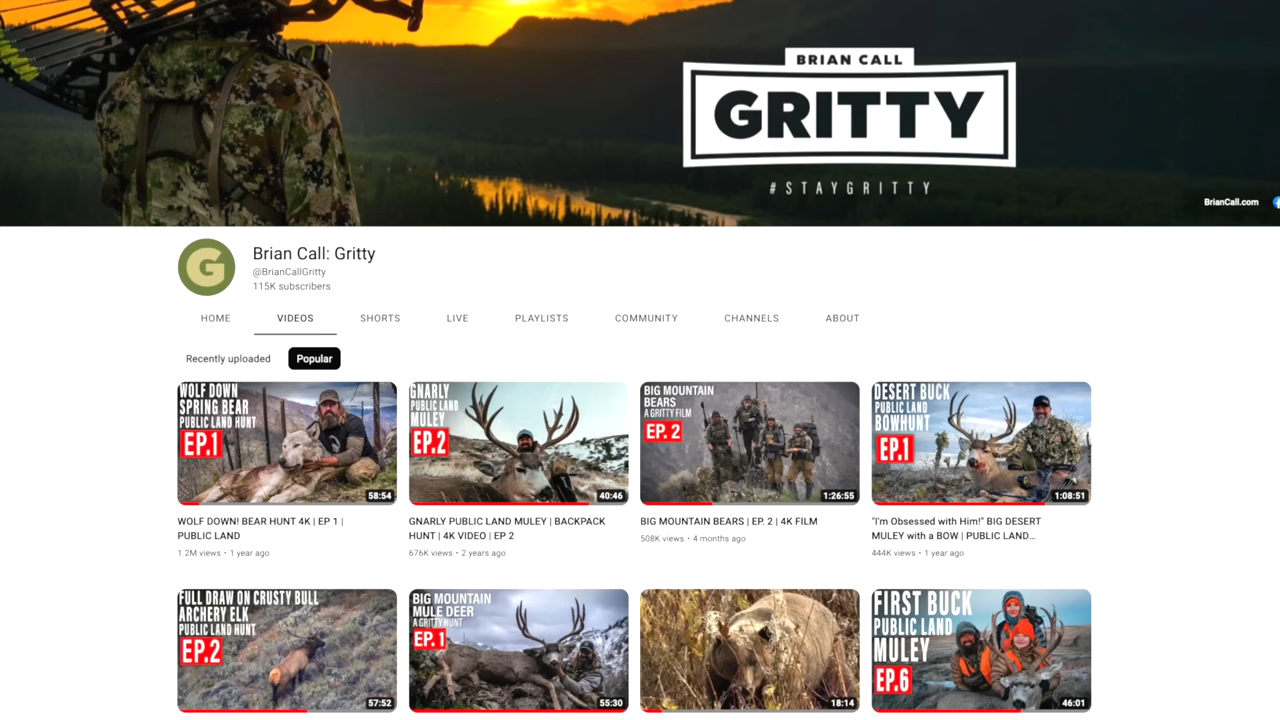 BRIAN CALL
GRITTY
#STAYGRITTY
BrianCall.com
G
Brian Call: Gritty
@BrianCallGritty
115K subscribers
HOME VIDEOS SHORTS LIVE PLAYLISTS COMMUNITY CHANNELS ABOUT
Recently uploaded Popular
WOLF DOWN
SPRING BEAR
PUBLIC LAND HUNT
EP.1
58:54
WOLF DOWN! BEAR HUNT 4K | EP 1 |
PUBLIC LAND
1.2M views • 1 year ago
GNARLY
PUBLIC LAND
MULEY
EP.2
40:46
GNARLY PUBLIC LAND MULEY | BACKPACK
HUNT | 4K VIDEO | EP 2
676K views • 2 years ago
BIG MOUNTAIN
BEARS
A GRITTY FILM
EP. 2
1:26:55
BIG MOUNTAIN BEARS | EP. 2 | 4K FILM
508K views • 4 months ago
DESERT BUCK
PUBLIC LAND
BOWHUNT
EP.1
1:08:51
"I'm Obsessed with Him!" BIG DESERT
MULEY with a BOW | PUBLIC LAND...
444K views • 1 year ago
FULL DRAW ON CRUSTY BULL
ARCHERY ELK
PUBLIC LAND HUNT
EP.2
57:52
BIG MOUNTAIN
MULE DEER
A GRITTY HUNT
EP.1
55:30
18:14
FIRST BUCK
PUBLIC LAND
MULEY
EP.6
46:01